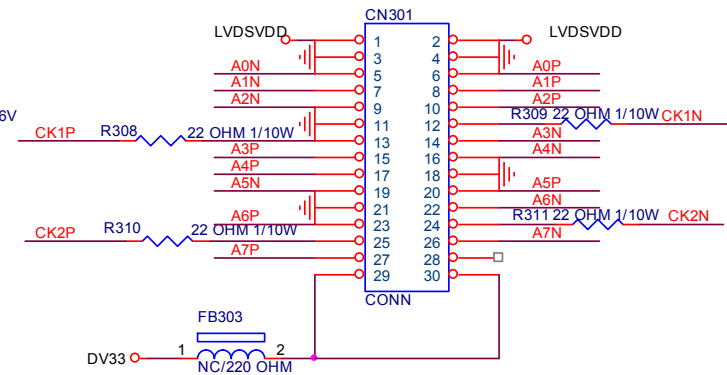 CN301
LVDSVDD
LVDSVDD
1 2
3 4
A0N 5 6 A0P
A1N 7 8 A1P
A2N 9 10 A2P
6V
11 12 R309 22 OHM 1/10W CK1N
CK1P R308 22 OHM 1/10W 13 14 A3N
A3P 15 16 A4N
A4P 17 18
A5N 19 20 A5P
21 22 A6N
A6P 23 24 R311 22 OHM 1/10W CK2N
CK2P R310 22 OHM 1/10W 25 26 A7N
A7P 27 28
29 30
CONN
FB303
DV33 1 2
NC/220 OHM